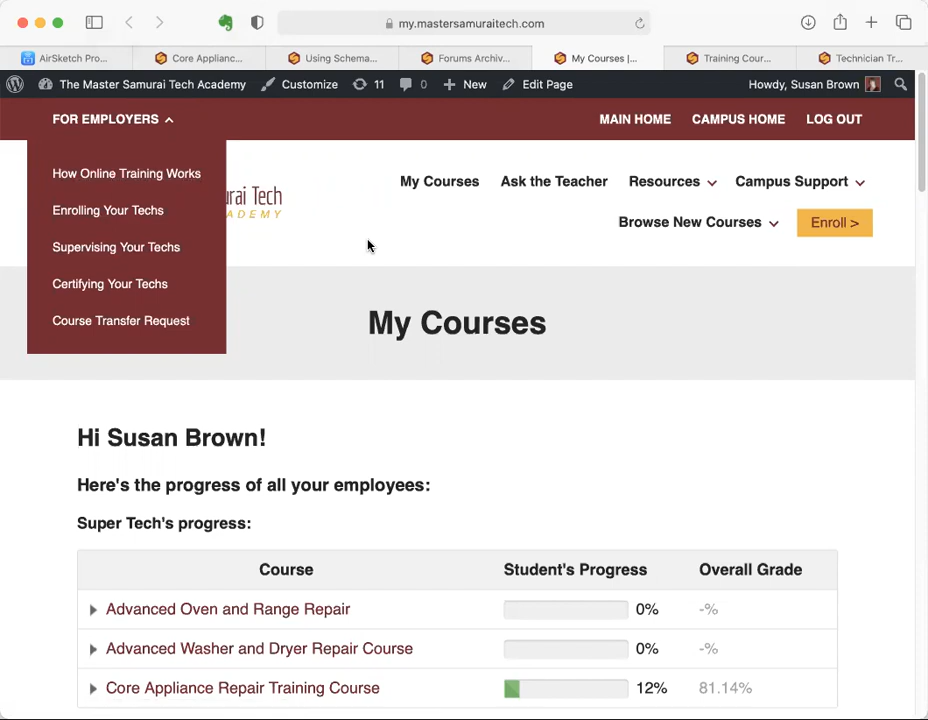 my.mastersamuraitech.com
AirSketch Pro...
Core Applianc...
Using Schema...
Forums Archiv...
My Courses |...
Training Cour...
Technician Tr...
The Master Samurai Tech Academy
Customize
11
0
New
Edit Page
Howdy, Susan Brown
FOR EMPLOYERS
MAIN HOME
CAMPUS HOME
LOG OUT
How Online Training Works
Enrolling Your Techs
Supervising Your Techs
Certifying Your Techs
Course Transfer Request
urai Tech
ADEMY
My Courses
Ask the Teacher
Resources
Campus Support
Browse New Courses
Enroll >
My Courses
Hi Susan Brown!
Here's the progress of all your employees:
Super Tech's progress:
Course Student's Progress Overall Grade
Advanced Oven and Range Repair 0% -%
Advanced Washer and Dryer Repair Course 0% -%
Core Appliance Repair Training Course 12% 81.14%